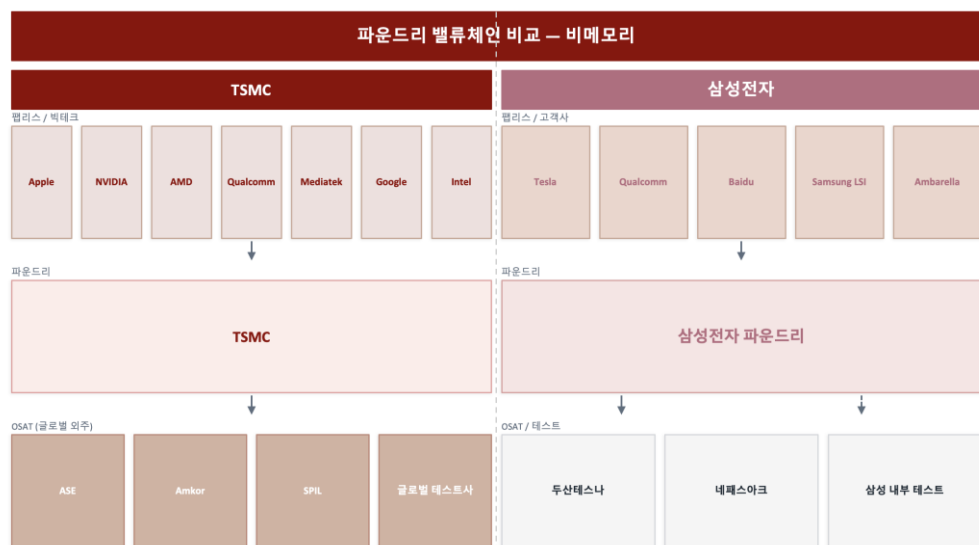 파운드리 밸류체인 비교 — 비메모리
TSMC
삼성전자
팹리스 / 빅테크
팹리스 / 고객사
Apple
NVIDIA
AMD
Qualcomm
Mediatek
Google
Intel
Tesla
Qualcomm
Baidu
Samsung LSI
Ambarella
파운드리
파운드리
TSMC
삼성전자 파운드리
OSAT (글로벌 외주)
OSAT / 테스트
ASE
Amkor
SPIL
글로벌 테스트사
두산테스나
네패스아크
삼성 내부 테스트